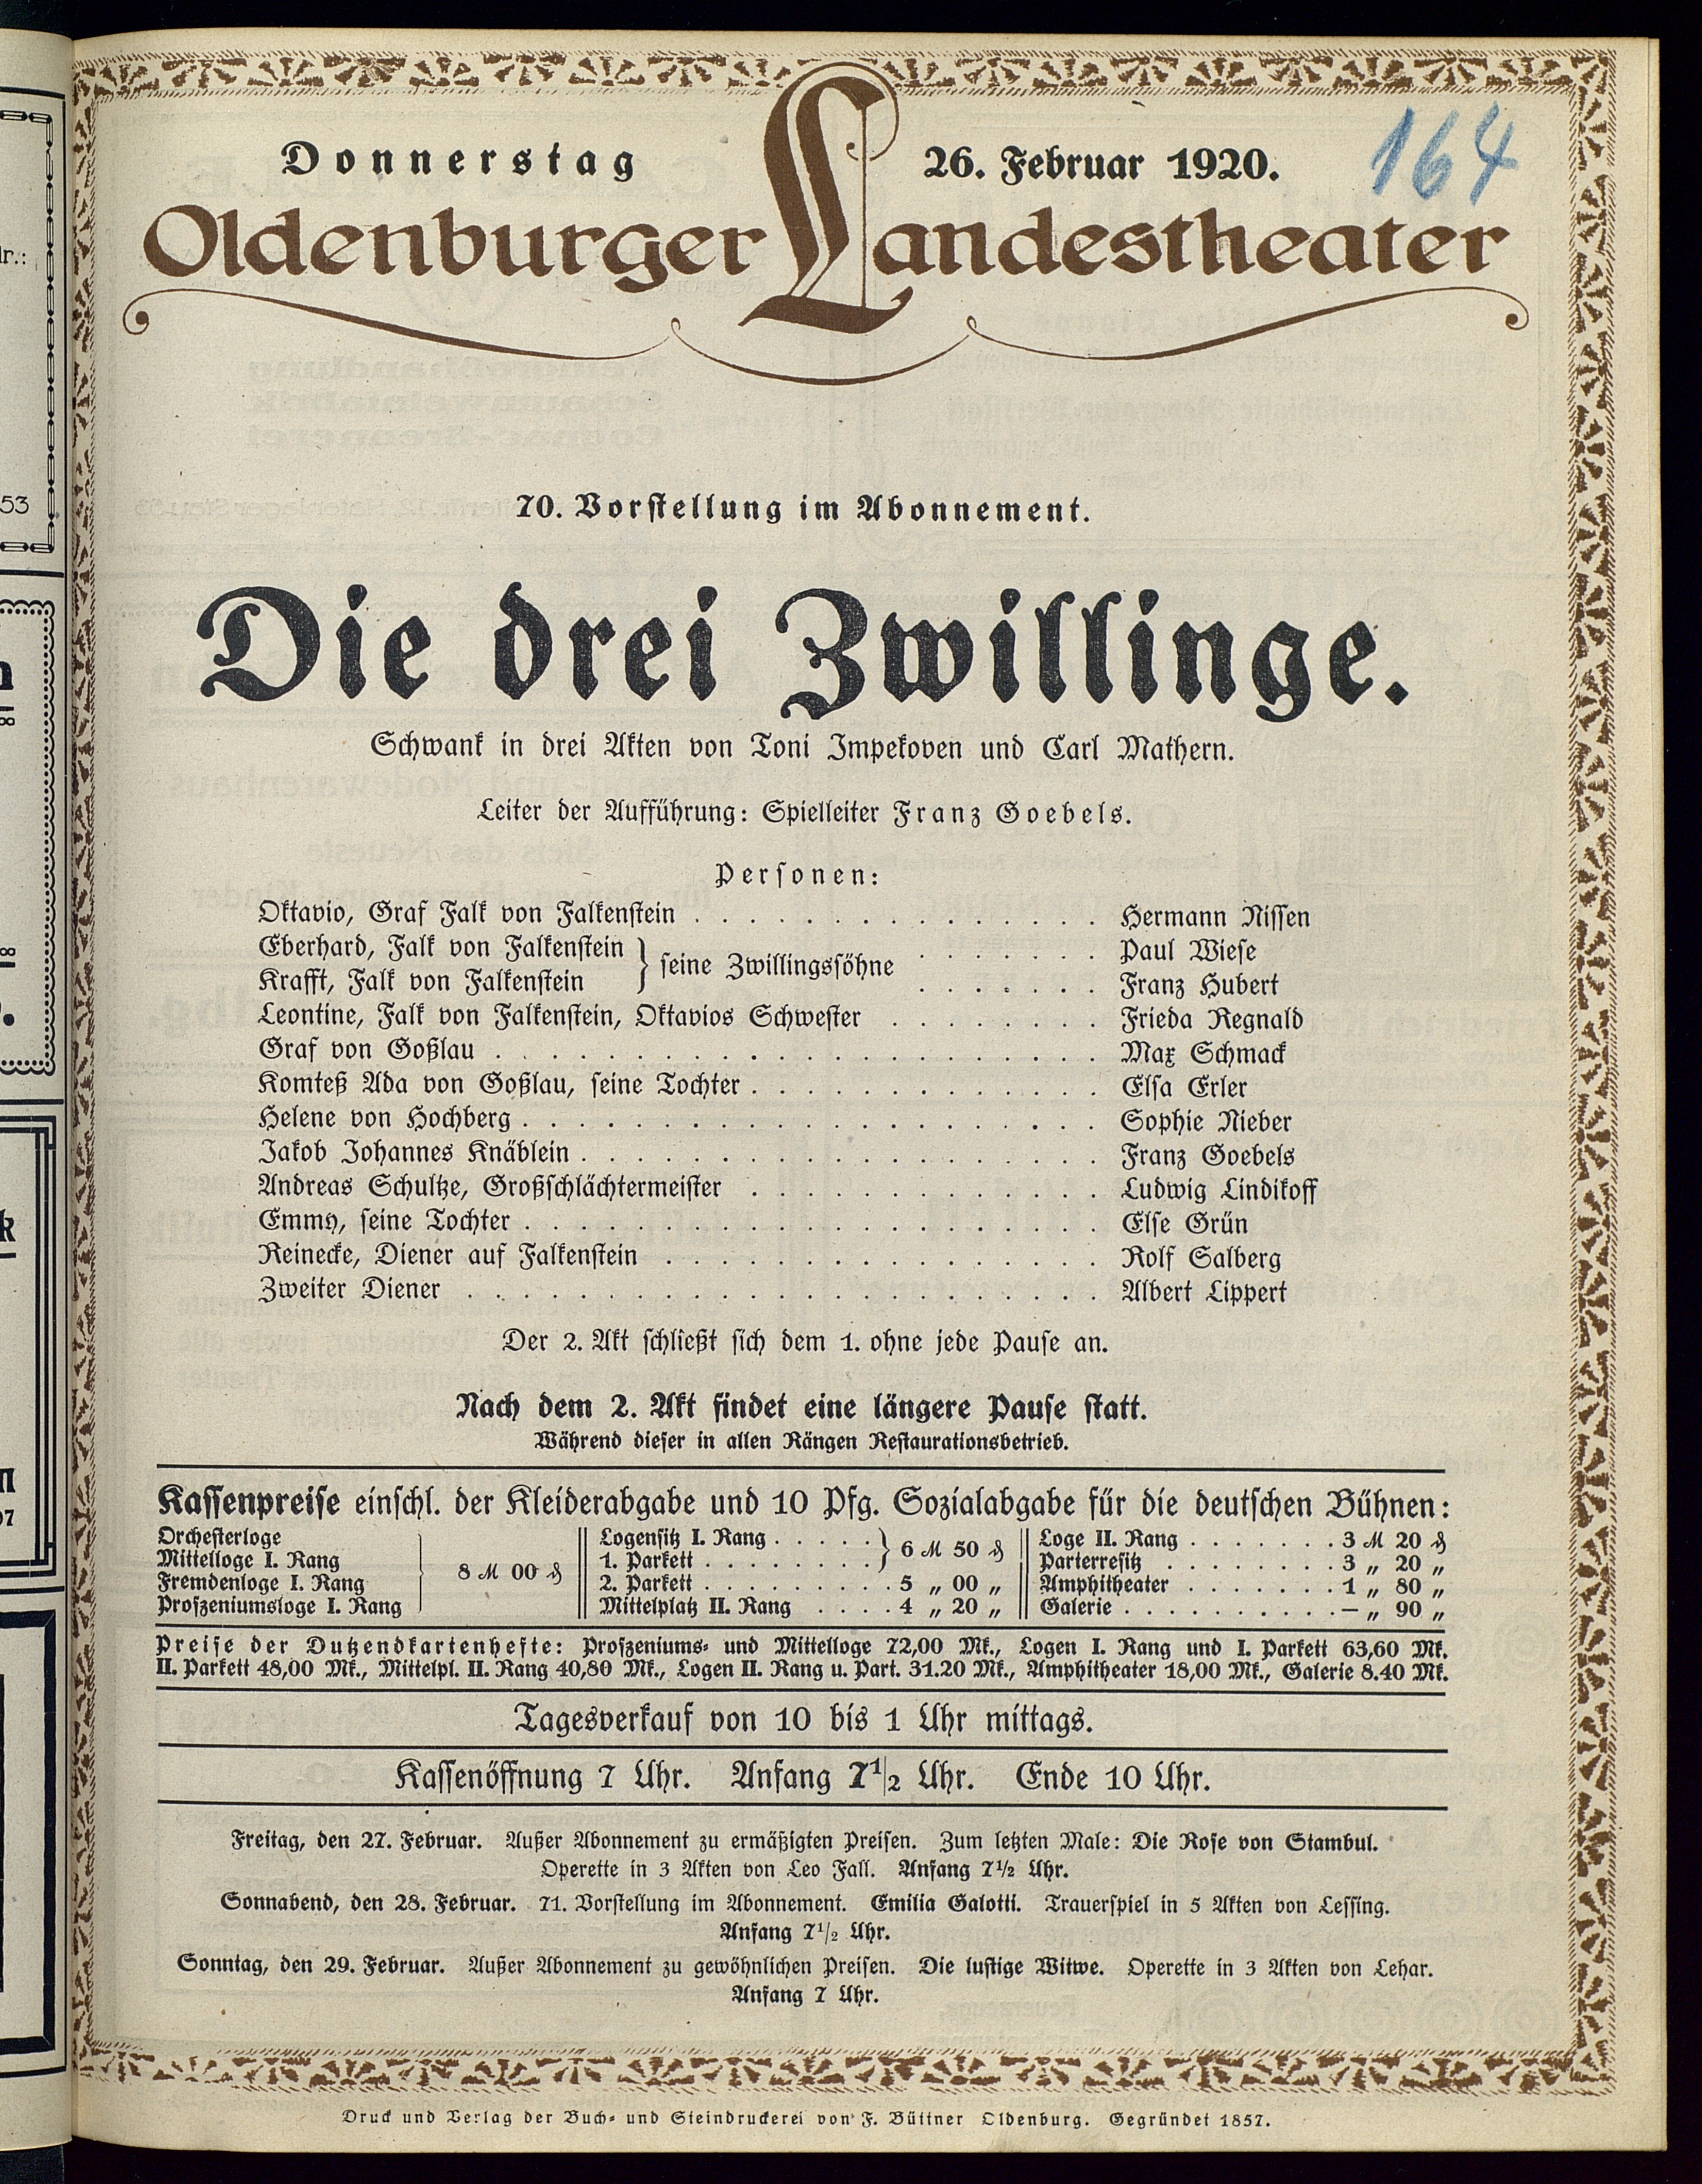 Donnerstag 26. Februar 1920. 164
Oldenburger Landestheater
70. Vorstellung im Abonnement.
Die drei Zwillinge.
Schwank in drei Akten von Toni Impekoven und Carl Mathern.
Leiter der Aufführung: Spielleiter Franz Goebels.
Personen:
Oktavio, Graf Falk von Falkenstein . . . . . Hermann Nissen
Eberhard, Falk von Falkenstein } seine Zwillingssöhne . . . . . Paul Wiese
Krafft, Falk von Falkenstein . . . . . Franz Hubert
Leontine, Falk von Falkenstein, Oktavios Schwester . . . . . Frieda Regnald
Graf von Goßlau . . . . . Max Schmack
Komteß Ada von Goßlau, seine Tochter . . . . . Elsa Erler
Helene von Hochberg . . . . . Sophie Nieber
Jakob Johannes Knäblein . . . . . Franz Goebels
Andreas Schultze, Großschlächtermeister . . . . . Ludwig Lindikoff
Emmy, seine Tochter . . . . . Else Grün
Reinecke, Diener auf Falkenstein . . . . . Rolf Salberg
Zweiter Diener . . . . . Albert Lippert
Der 2. Akt schließt sich dem 1. ohne jede Pause an.
Nach dem 2. Akt findet eine längere Pause statt.
Während dieser in allen Rängen Restaurationsbetrieb.
Kassenpreise einschl. der Kleiderabgabe und 10 Pfg. Sozialabgabe für die deutschen Bühnen:
Orchesterloge
Mittelloge I. Rang
Fremdenloge I. Rang
Proszeniumsloge I. Rang
8 ℳ 00 ₰
Logensitz I. Rang . . . . .
1. Parkett . . . . . } 6 ℳ 50 ₰
2. Parkett . . . . . 5 „ 00 „
Mittelplatz II. Rang . . . . 4 „ 20 „
Loge II. Rang . . . . . 3 ℳ 20 ₰
Parterresitz . . . . . 3 „ 20 „
Amphitheater . . . . . 1 „ 80 „
Galerie . . . . . — „ 90 „
Preise der Dutzendkartenhefte: Proszeniums- und Mittelloge 72,00 Mk., Logen I. Rang und I. Parkett 63,60 Mk.
II. Parkett 48,00 Mk., Mittelpl. II. Rang 40,80 Mk., Logen II. Rang u. Part. 31.20 Mk., Amphitheater 18,00 Mk., Galerie 8.40 Mk.
Tagesverkauf von 10 bis 1 Uhr mittags.
Kassenöffnung 7 Uhr. Anfang 7 1/2 Uhr. Ende 10 Uhr.
Freitag, den 27. Februar. Außer Abonnement zu ermäßigten Preisen. Zum letzten Male: Die Rose von Stambul.
Operette in 3 Akten von Leo Fall. Anfang 7 1/2 Uhr.
Sonnabend, den 28. Februar. 71. Vorstellung im Abonnement. Emilia Galotti. Trauerspiel in 5 Akten von Lessing.
Anfang 7 1/2 Uhr.
Sonntag, den 29. Februar. Außer Abonnement zu gewöhnlichen Preisen. Die lustige Witwe. Operette in 3 Akten von Lehar.
Anfang 7 Uhr.
Druck und Verlag der Buch- und Steindruckerei von F. Büttner Oldenburg. Gegründet 1857.